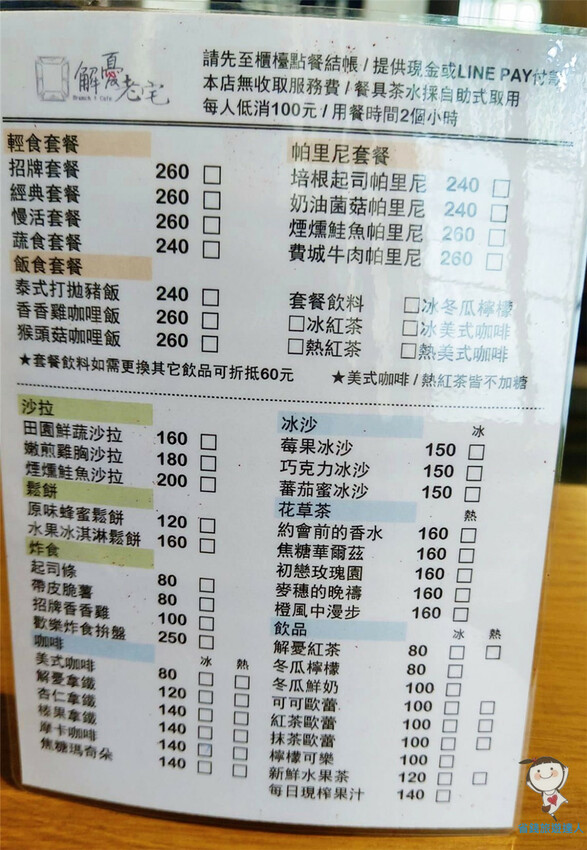 解憂老宅
Brunch & Cafe
請先至櫃檯點餐結帳/提供現金或LINE PAY付款
本店無收取服務費/餐具茶水採自助式取用
每人低消100元/用餐時間2個小時
輕食套餐
招牌套餐 260 □
經典套餐 260 □
慢活套餐 260 □
蔬食套餐 240 □
飯食套餐
泰式打拋豬飯 240 □
香香雞咖哩飯 260 □
猴頭菇咖哩飯 260 □
帕里尼套餐
培根起司帕里尼 240 □
奶油菌菇帕里尼 240 □
煙燻鮭魚帕里尼 260 □
費城牛肉帕里尼 260 □
套餐飲料 □冰冬瓜檸檬
□冰紅茶 □冰美式咖啡
□熱紅茶 □熱美式咖啡
★套餐飲料如需更換其它飲品可折抵60元
★美式咖啡/熱紅茶皆不加糖
沙拉
田園鮮蔬沙拉 160 □
嫩煎雞胸沙拉 180 □
煙燻鮭魚沙拉 200 □
鬆餅
原味蜂蜜鬆餅 120 □
水果冰淇淋鬆餅 160 □
炸食
起司條 80 □
帶皮脆薯 80 □
招牌香香雞 100 □
歡樂炸食拚盤 250 □
咖啡 冰 熱
美式咖啡 80 □ □
解憂拿鐵 120 □ □
杏仁拿鐵 140 □ □
榛果拿鐵 140 □ □
摩卡咖啡 140 □ □
焦糖瑪奇朵 140 □ □
冰沙 冰
莓果冰沙 150 □
巧克力冰沙 150 □
蕃茄蜜冰沙 150 □
花草茶 熱
約會前的香水 160 □
焦糖華爾茲 160 □
初戀玫瑰園 160 □
麥穗的晚禱 160 □
橙風中漫步 160 □
飲品 冰 熱
解憂紅茶 80 □ □
冬瓜檸檬 80 □
冬瓜鮮奶 100 □
可可歐蕾 100 □ □
紅茶歐蕾 100 □ □
抹茶歐蕾 100 □ □
檸檬可樂 100 □
新鮮水果茶 120 □ □
每日現榨果汁 140 □